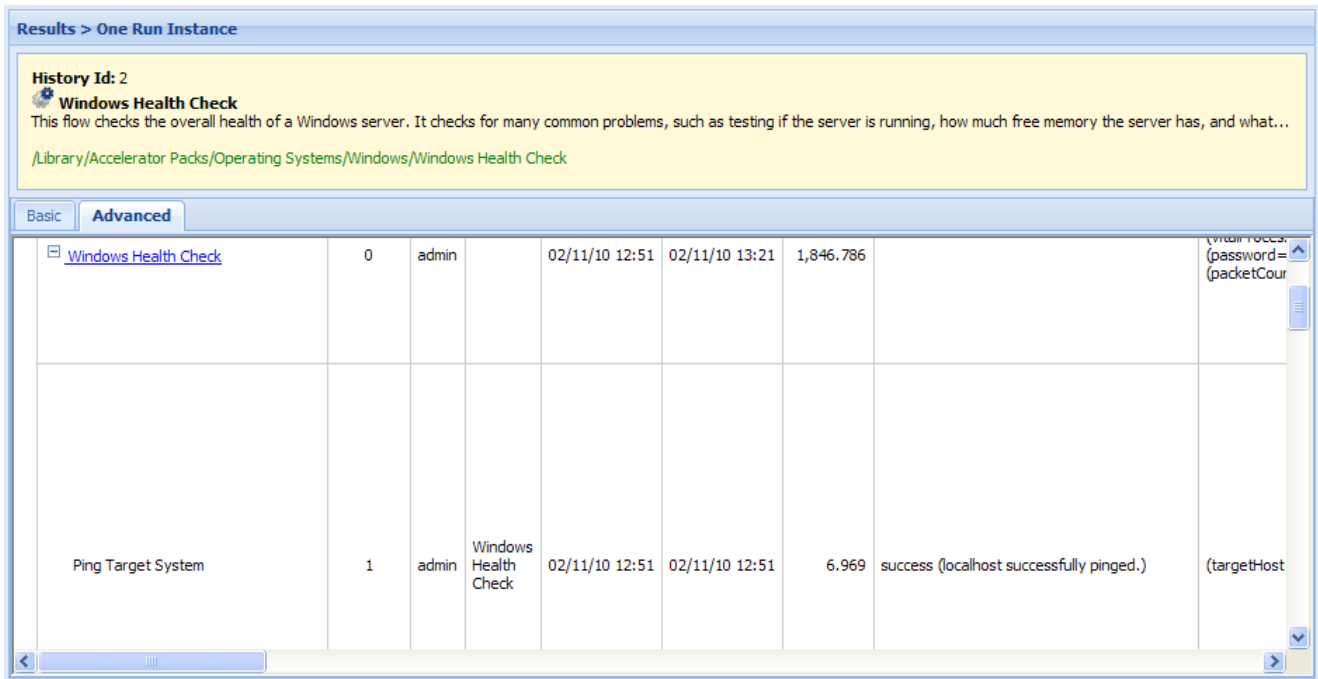 Results > One Run Instance
History Id: 2
Windows Health Check
This flow checks the overall health of a Windows server. It checks for many common problems, such as testing if the server is running, how much free memory the server has, and what...
/Library/Accelerator Packs/Operating Systems/Windows/Windows Health Check
Basic Advanced
Windows Health Check 0 admin 02/11/10 12:51 02/11/10 13:21 1,846.786
(password=
(packetCour
Ping Target System 1 admin Windows Health Check 02/11/10 12:51 02/11/10 12:51 6.969 success (localhost successfully pinged.) (targetHost